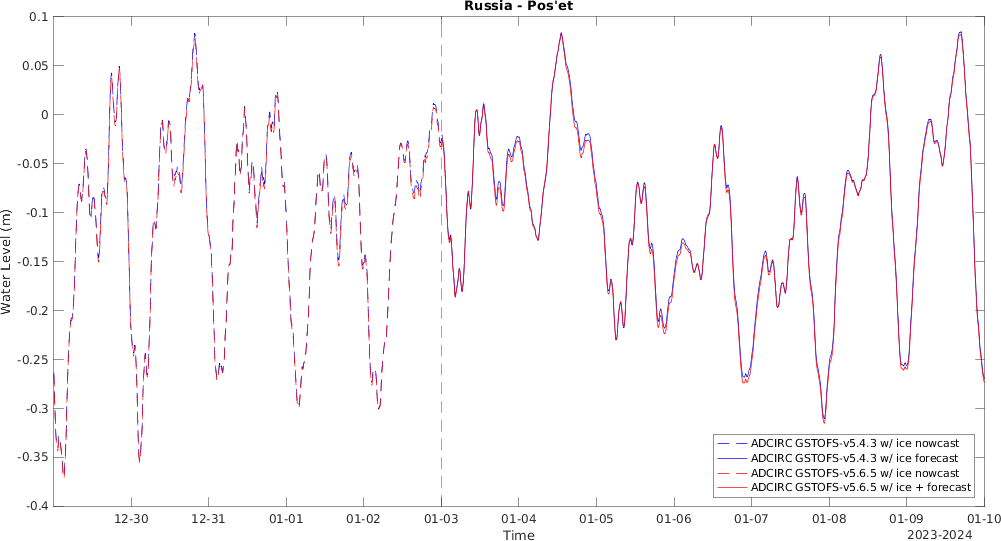 Russia - Pos'et
0.1
0.05
0
-0.05
-0.1
-0.15
-0.2
-0.25
-0.3
-0.35
-0.4
Water Level (m)
ADCIRC GSTOFS-v5.4.3 w/ ice nowcast
ADCIRC GSTOFS-v5.4.3 w/ ice forecast
ADCIRC GSTOFS-v5.6.5 w/ ice nowcast
ADCIRC GSTOFS-v5.6.5 w/ ice + forecast
12-30 12-31 01-01 01-02 01-03 01-04 01-05 01-06 01-07 01-08 01-09 01-10
Time
2023-2024